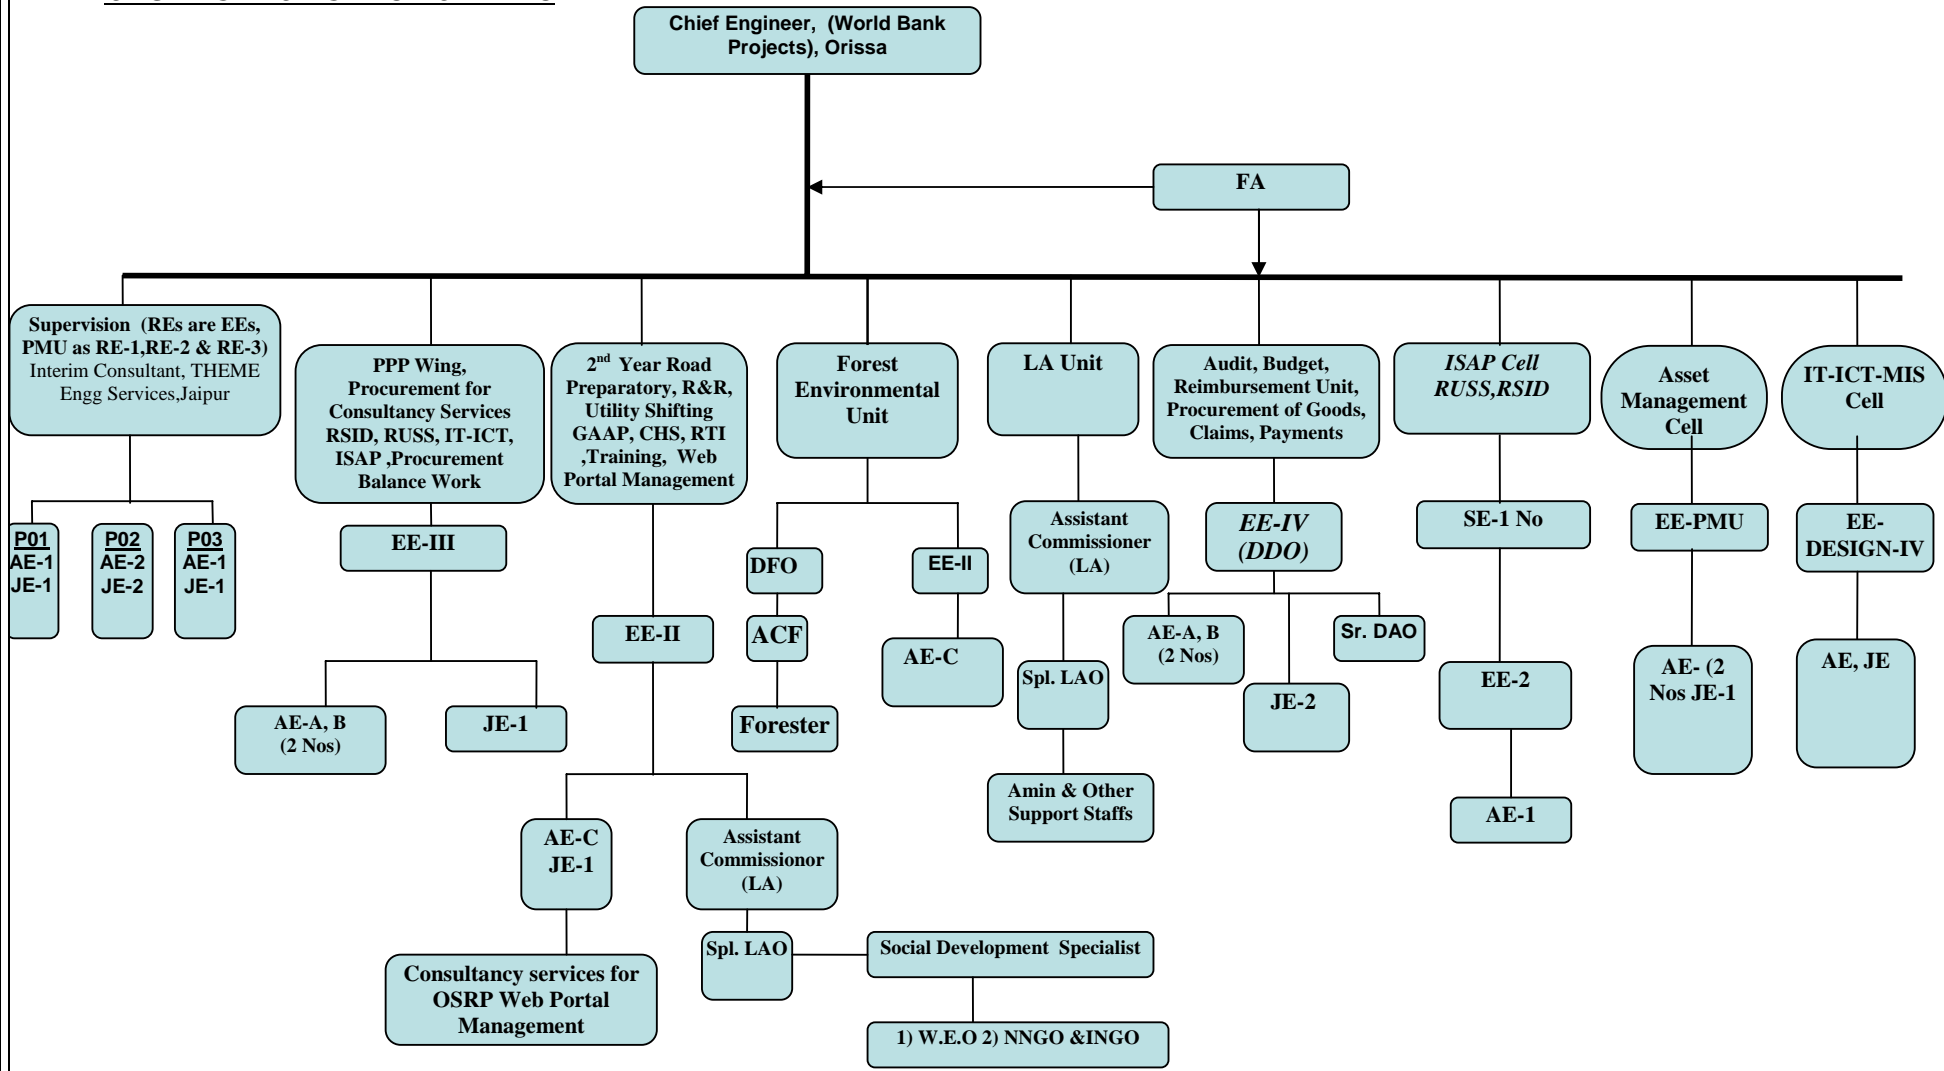 Chief Engineer, (World Bank
Projects), Orissa
FA
Supervision (REs are EEs,
PMU as RE-1,RE-2 & RE-3)
Interim Consultant, THEME
Engg Services,Jaipur
PPP Wing,
Procurement for
Consultancy Services
RSID, RUSS, IT-ICT,
ISAP ,Procurement
Balance Work
2nd Year Road
Preparatory, R&R,
Utility Shifting
GAAP, CHS, RTI
,Training, Web
Portal Management
Forest
Environmental
Unit
LA Unit
Audit, Budget,
Reimbursement Unit,
Procurement of Goods,
Claims, Payments
ISAP Cell
RUSS,RSID
Asset
Management
Cell
IT-ICT-MIS
Cell
P01
AE-1
JE-1
P02
AE-2
JE-2
P03
AE-1
JE-1
EE-III
AE-A, B
(2 Nos)
JE-1
EE-II
AE-C
JE-1
Consultancy services for
OSRP Web Portal
Management
Assistant
Commissionor
(LA)
Spl. LAO
Social Development Specialist
1) W.E.O 2) NNGO &INGO
DFO
ACF
Forester
EE-II
AE-C
Assistant
Commissioner
(LA)
Spl. LAO
Amin & Other
Support Staffs
EE-IV
(DDO)
AE-A, B
(2 Nos)
JE-2
Sr. DAO
SE-1 No
EE-2
AE-1
EE-PMU
AE- (2
Nos JE-1
EE-
DESIGN-IV
AE, JE